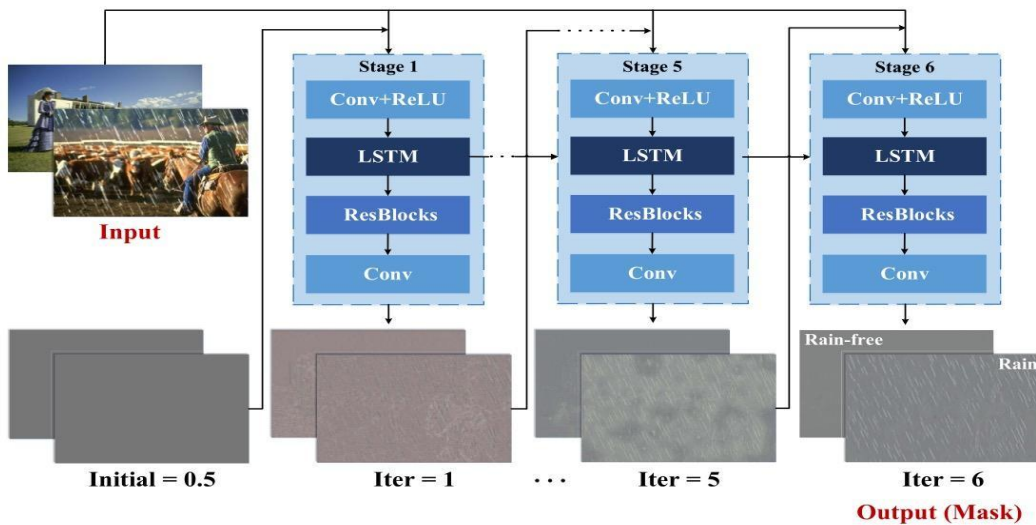 Stage 1
Conv+ReLU
LSTM
ResBlocks
Conv
Stage 5
Conv+ReLU
LSTM
ResBlocks
Conv
Stage 6
Conv+ReLU
LSTM
ResBlocks
Conv
Input
Rain-free
Rain
Initial = 0.5
Iter = 1
...
Iter = 5
Iter = 6
Output (Mask)